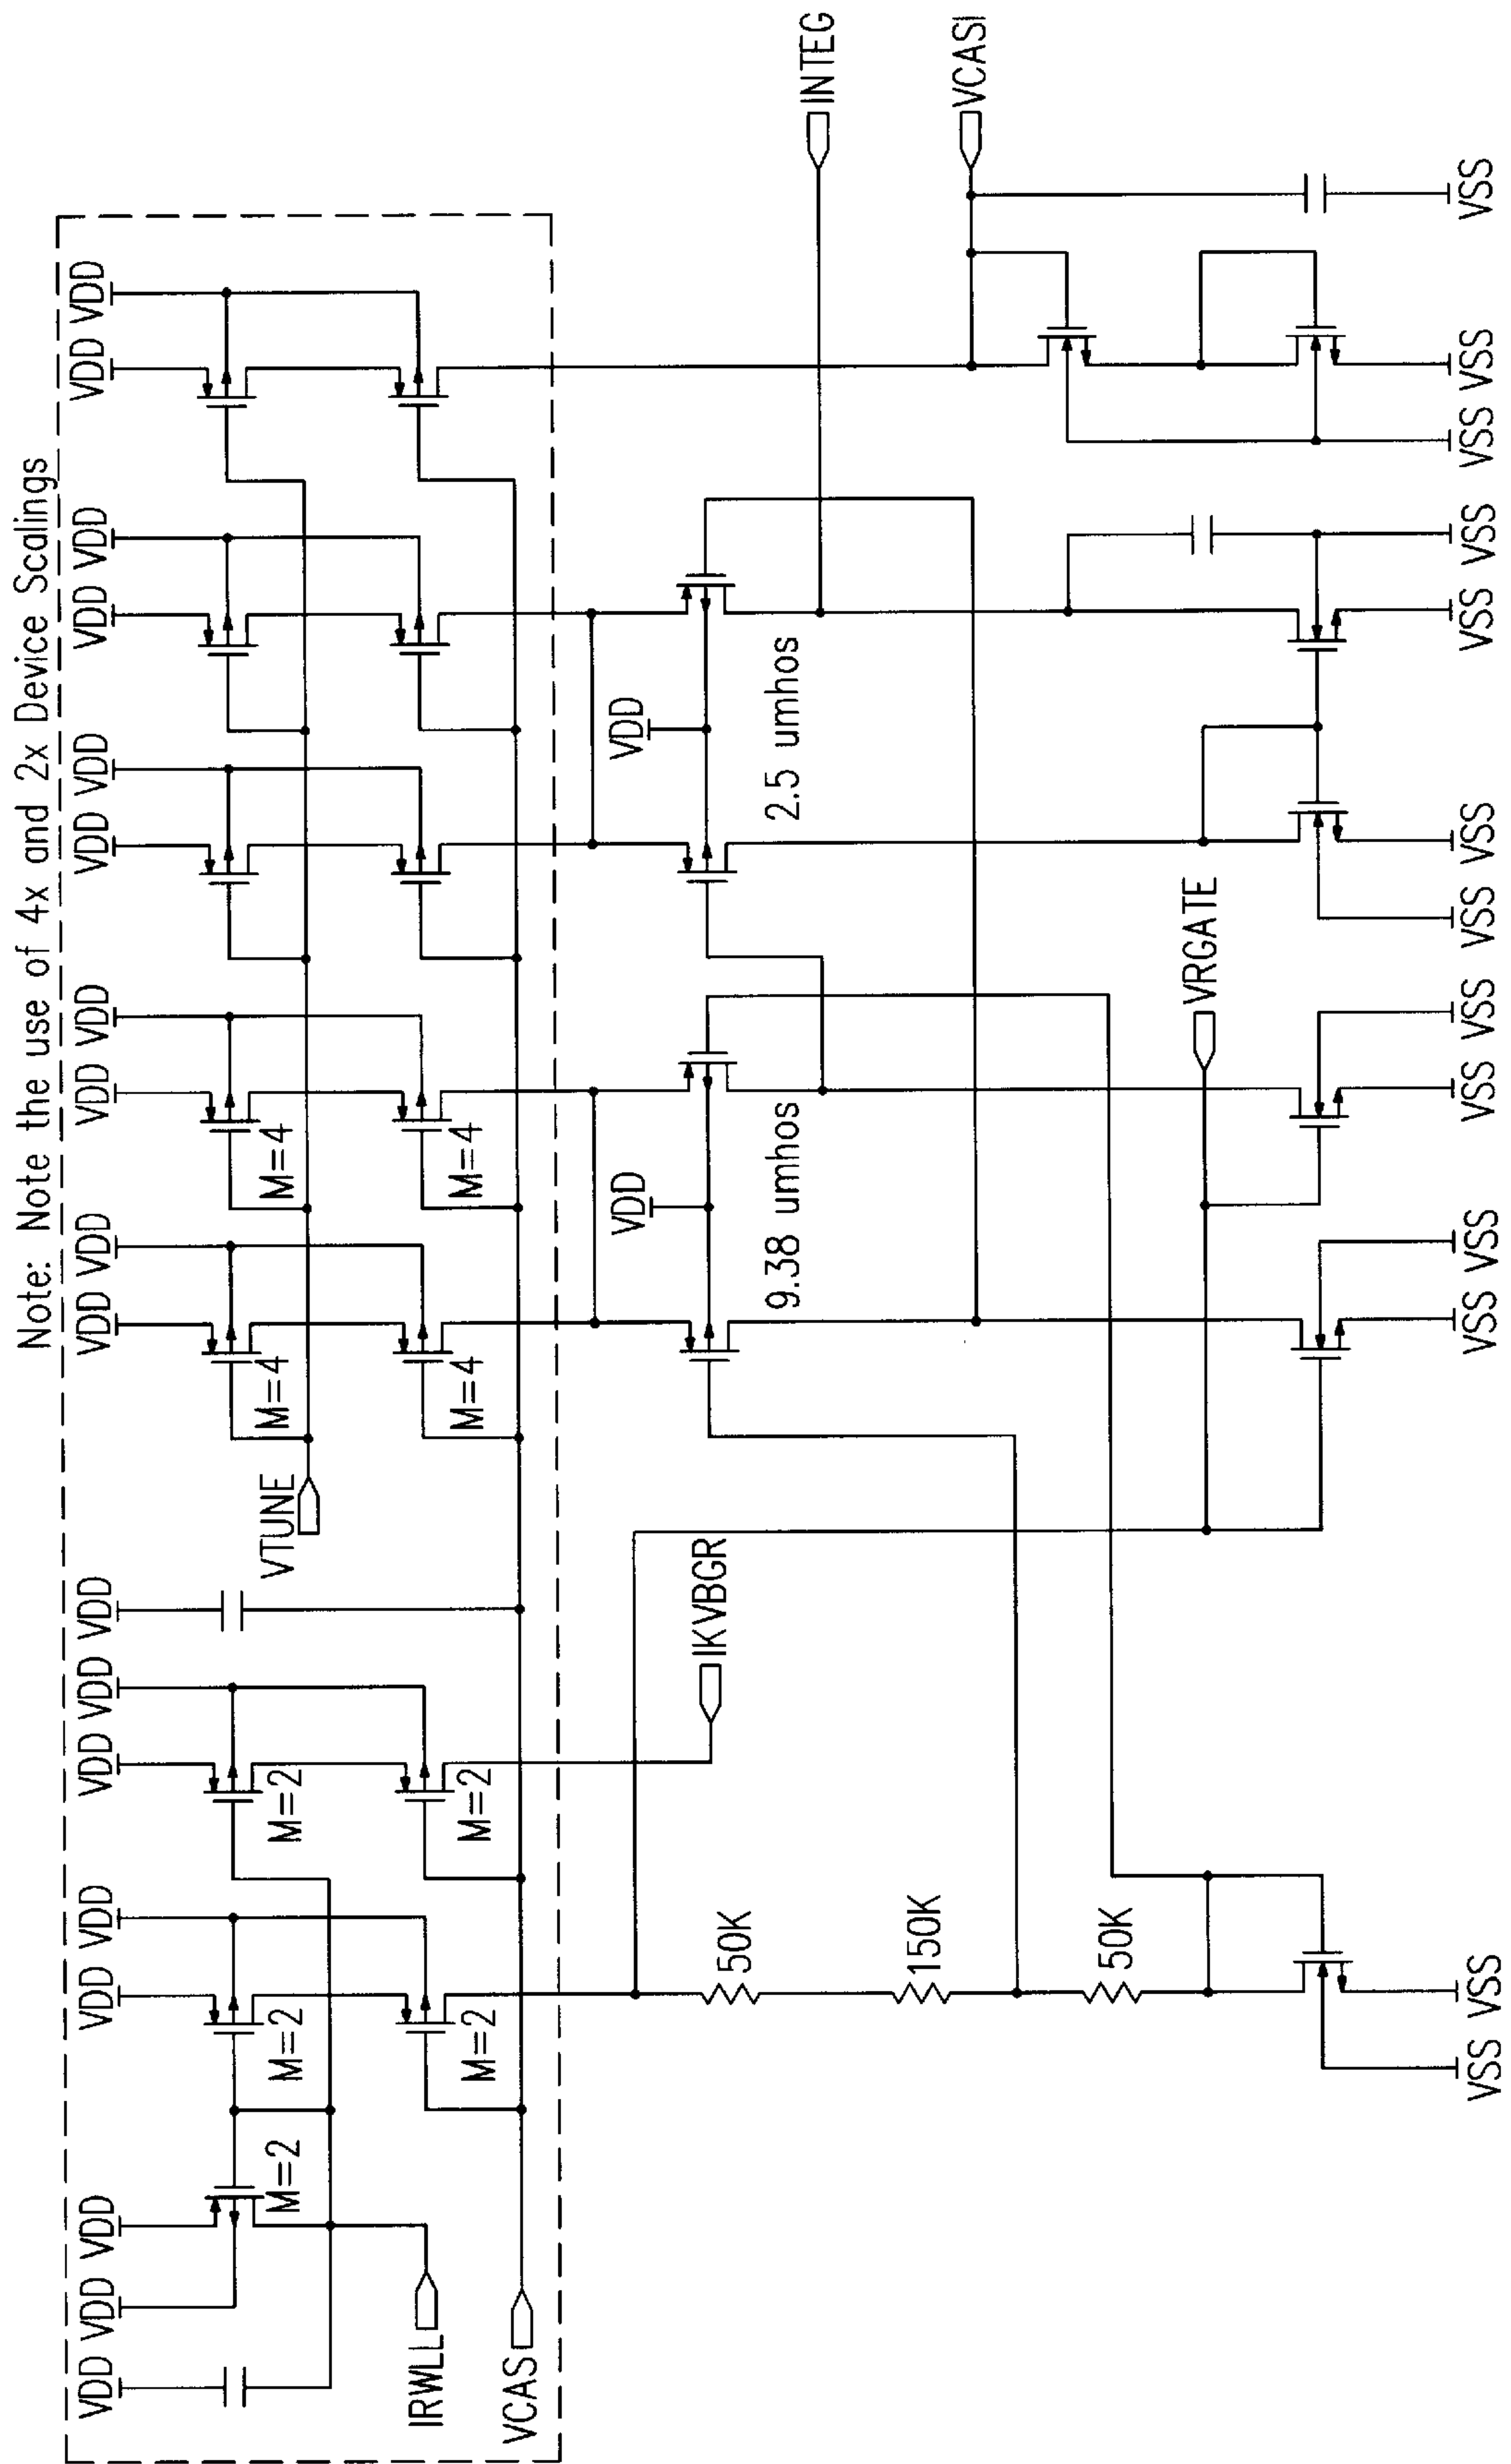 Note: Note the use of 4x and 2x Device Scalings
VDD VDD VDD VDD VDD VDD VDD VDD VDD VDD VDD VDD VDD VDD VDD VDD VDD VDD
M=2 M=2 M=2 VTUNE M=4 M=4
IRWLL M=2 M=2 M=4 M=4
VCAS
VDD VDD
IKVBGR
50K
9.38 umhos 2.5 umhos
INTEG
150K
VCASI
50K
VRGATE
VSS VSS VSS VSS VSS VSS VSS VSS VSS VSS VSS VSS VSS